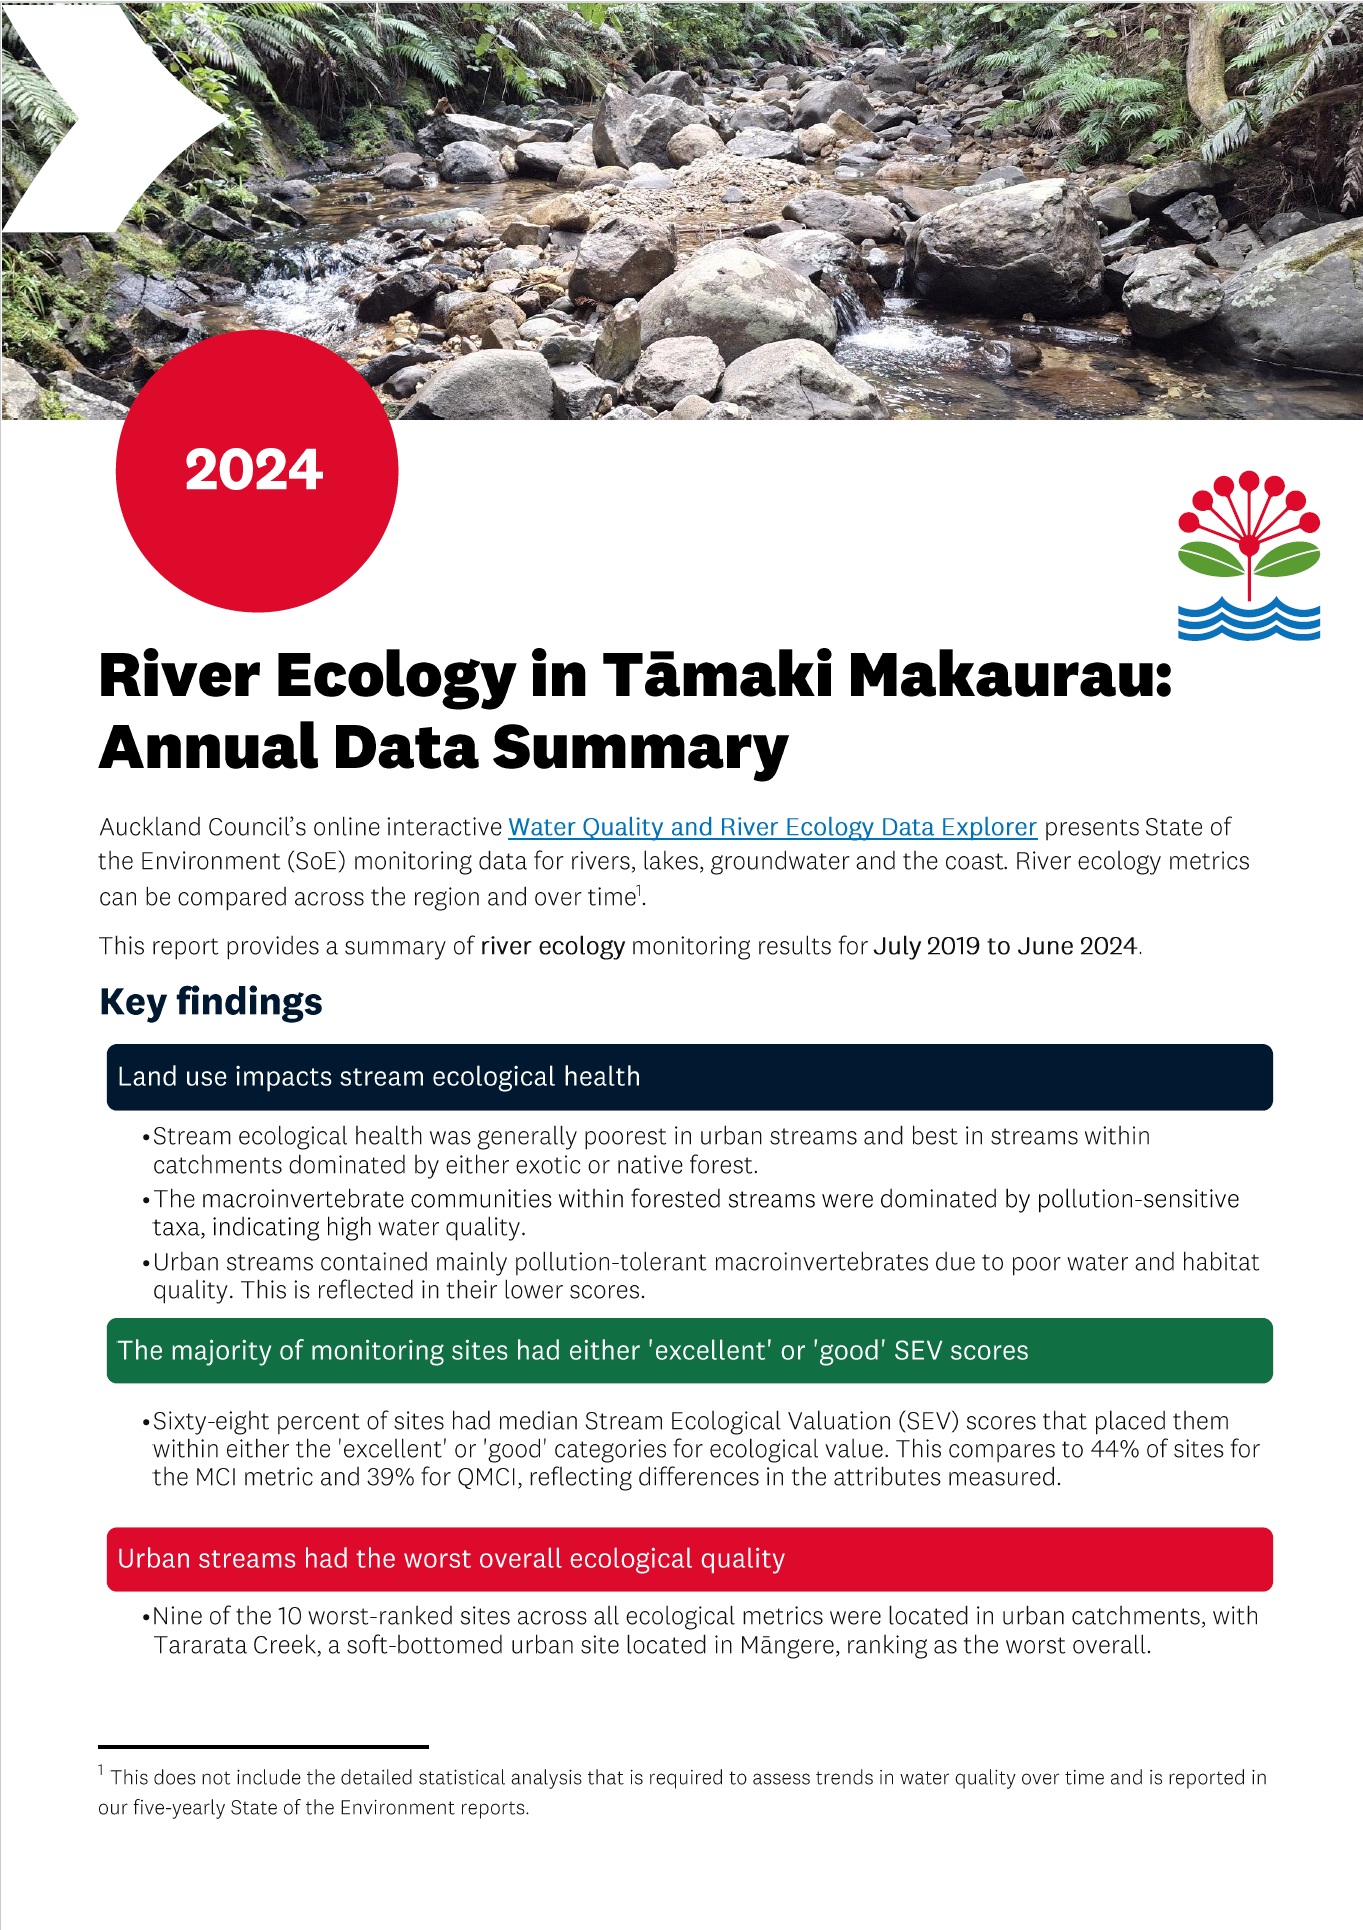 2024
River Ecology in Tāmaki Makaurau:
Annual Data Summary
Auckland Council's online interactive Water Quality and River Ecology Data Explorer presents State of
the Environment (SoE) monitoring data for rivers, lakes, groundwater and the coast. River ecology metrics
can be compared across the region and over time¹.
This report provides a summary of river ecology monitoring results for July 2019 to June 2024.
Key findings
Land use impacts stream ecological health
•Stream ecological health was generally poorest in urban streams and best in streams within
catchments dominated by either exotic or native forest.
•The macroinvertebrate communities within forested streams were dominated by pollution-sensitive
taxa, indicating high water quality.
•Urban streams contained mainly pollution-tolerant macroinvertebrates due to poor water and habitat
quality. This is reflected in their lower scores.
The majority of monitoring sites had either 'excellent' or 'good' SEV scores
•Sixty-eight percent of sites had median Stream Ecological Valuation (SEV) scores that placed them
within either the 'excellent' or 'good' categories for ecological value. This compares to 44% of sites for
the MCI metric and 39% for QMCI, reflecting differences in the attributes measured.
Urban streams had the worst overall ecological quality
•Nine of the 10 worst-ranked sites across all ecological metrics were located in urban catchments, with
Tararata Creek, a soft-bottomed urban site located in Māngere, ranking as the worst overall.
¹ This does not include the detailed statistical analysis that is required to assess trends in water quality over time and is reported in
our five-yearly State of the Environment reports.